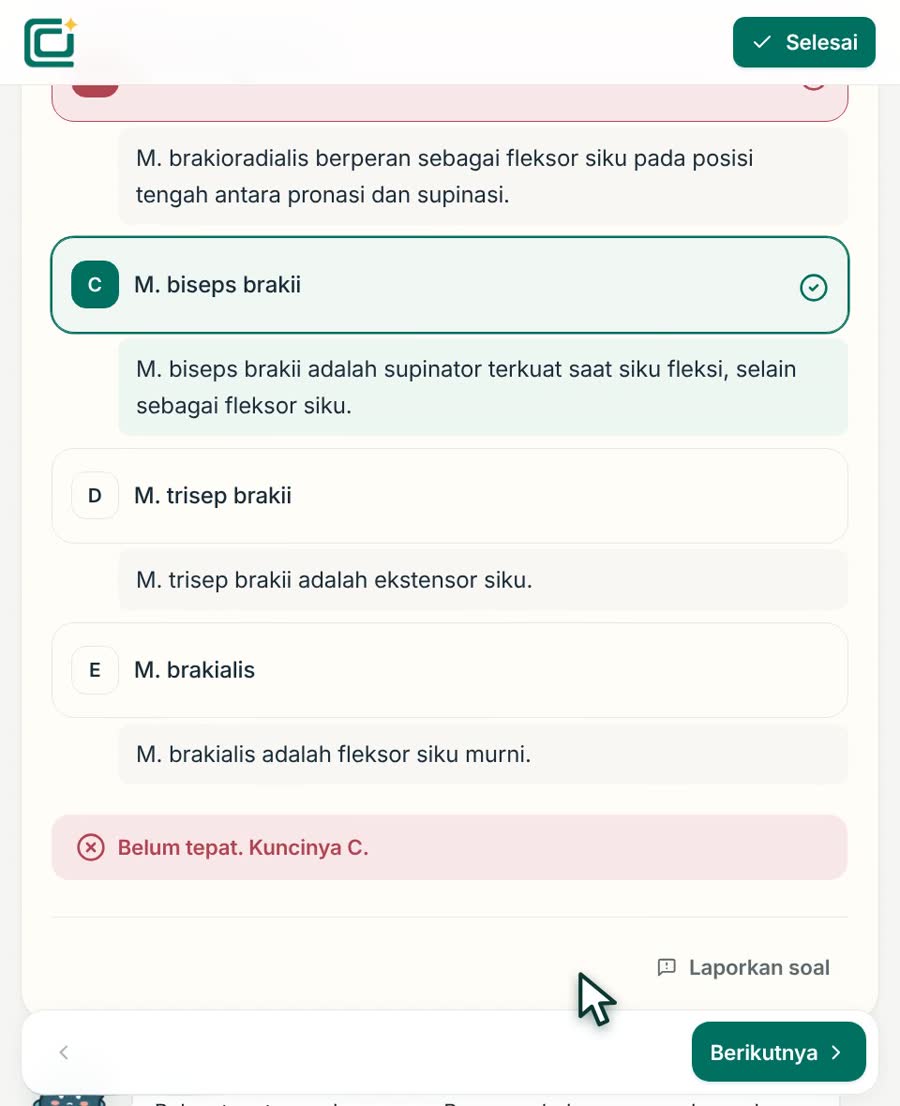 Selesai
M. brakioradialis berperan sebagai fleksor siku pada posisi
tengah antara pronasi dan supinasi.
C
M. biseps brakii
M. biseps brakii adalah supinator terkuat saat siku fleksi, selain
sebagai fleksor siku.
D
M. trisep brakii
M. trisep brakii adalah ekstensor siku.
E
M. brakialis
M. brakialis adalah fleksor siku murni.
Belum tepat. Kuncinya C.
Laporkan soal
Berikutnya